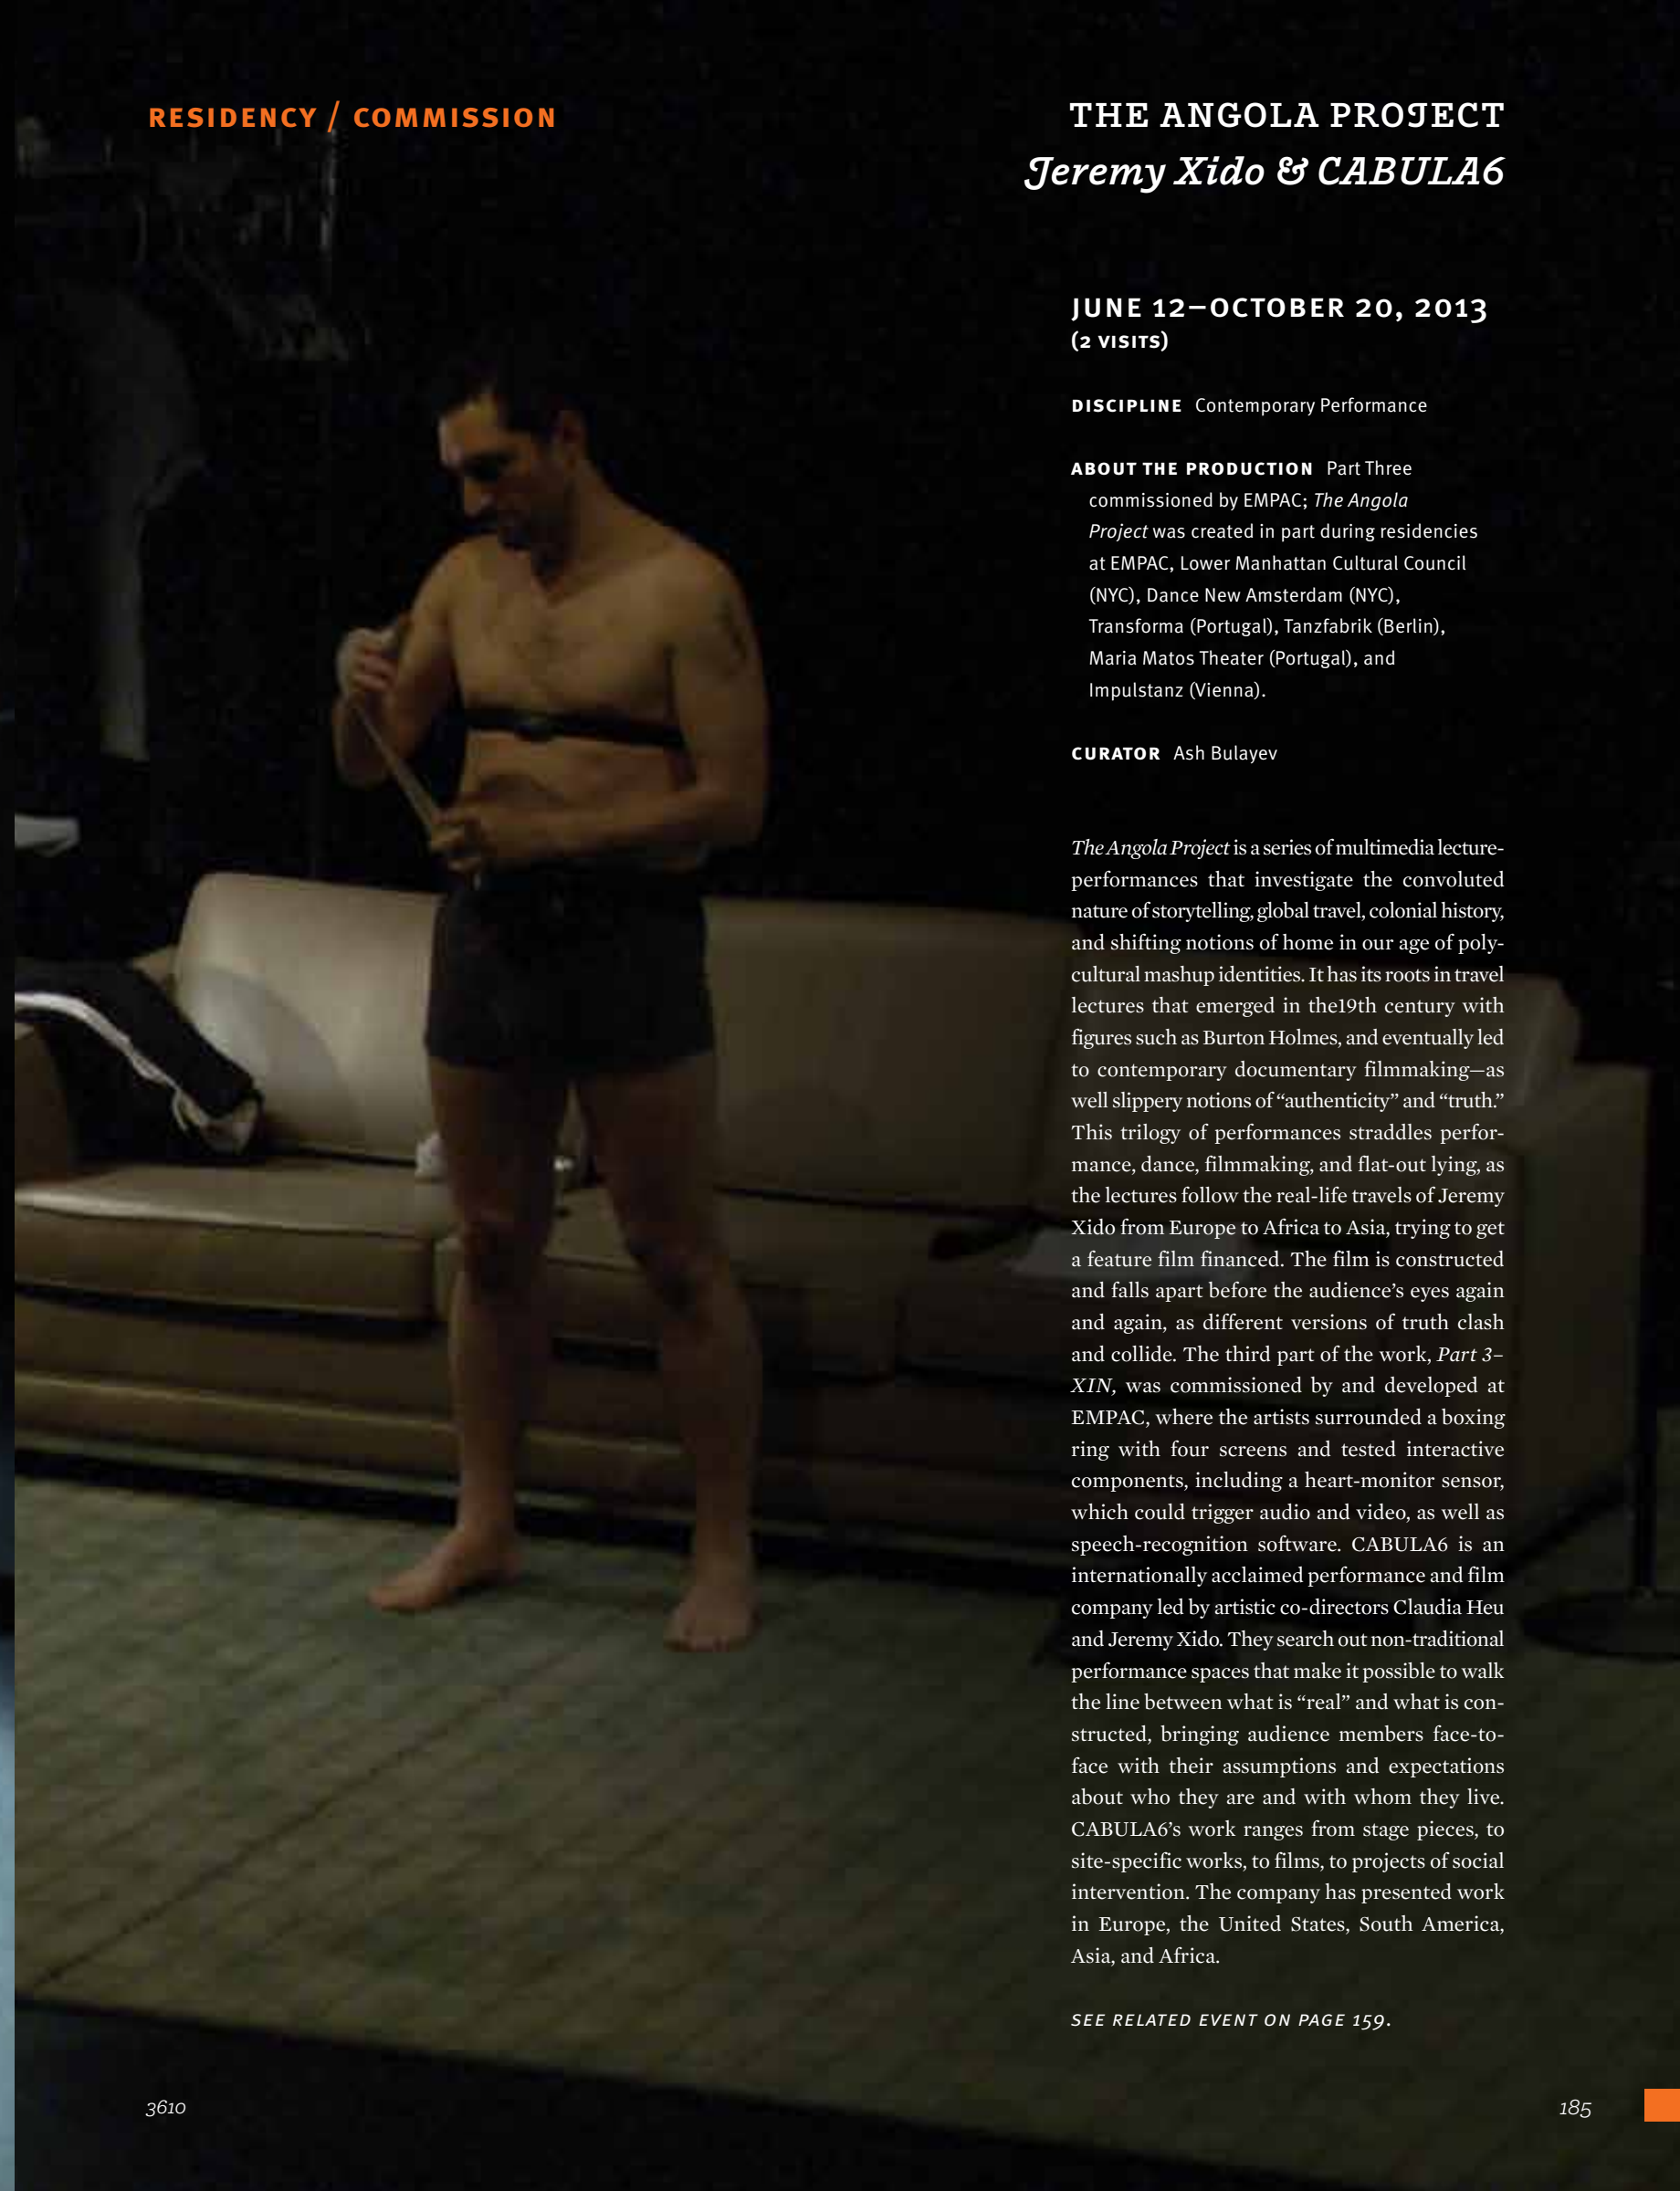 RESIDENCY / COMMISSION
THE ANGOLA PROJECT
Jeremy Xido & CABULA6
JUNE 12–OCTOBER 20, 2013
(2 VISITS)
DISCIPLINE Contemporary Performance
ABOUT THE PRODUCTION Part Three
commissioned by EMPAC; The Angola
Project was created in part during residencies
at EMPAC, Lower Manhattan Cultural Council
(NYC), Dance New Amsterdam (NYC),
Transforma (Portugal), Tanzfabrik (Berlin),
Maria Matos Theater (Portugal), and
Impulstanz (Vienna).
CURATOR Ash Bulayev
The Angola Project is a series of multimedia lecture-
performances that investigate the convoluted
nature of storytelling, global travel, colonial history,
and shifting notions of home in our age of poly-
cultural mashup identities. It has its roots in travel
lectures that emerged in the19th century with
figures such as Burton Holmes, and eventually led
to contemporary documentary filmmaking—as
well slippery notions of “authenticity” and “truth.”
This trilogy of performances straddles perfor-
mance, dance, filmmaking, and flat-out lying, as
the lectures follow the real-life travels of Jeremy
Xido from Europe to Africa to Asia, trying to get
a feature film financed. The film is constructed
and falls apart before the audience’s eyes again
and again, as different versions of truth clash
and collide. The third part of the work, Part 3–
XIN, was commissioned by and developed at
EMPAC, where the artists surrounded a boxing
ring with four screens and tested interactive
components, including a heart-monitor sensor,
which could trigger audio and video, as well as
speech-recognition software. CABULA6 is an
internationally acclaimed performance and film
company led by artistic co-directors Claudia Heu
and Jeremy Xido. They search out non-traditional
performance spaces that make it possible to walk
the line between what is “real” and what is con-
structed, bringing audience members face-to-
face with their assumptions and expectations
about who they are and with whom they live.
CABULA6’s work ranges from stage pieces, to
site-specific works, to films, to projects of social
intervention. The company has presented work
in Europe, the United States, South America,
Asia, and Africa.
SEE RELATED EVENT ON PAGE 159.
3610
185